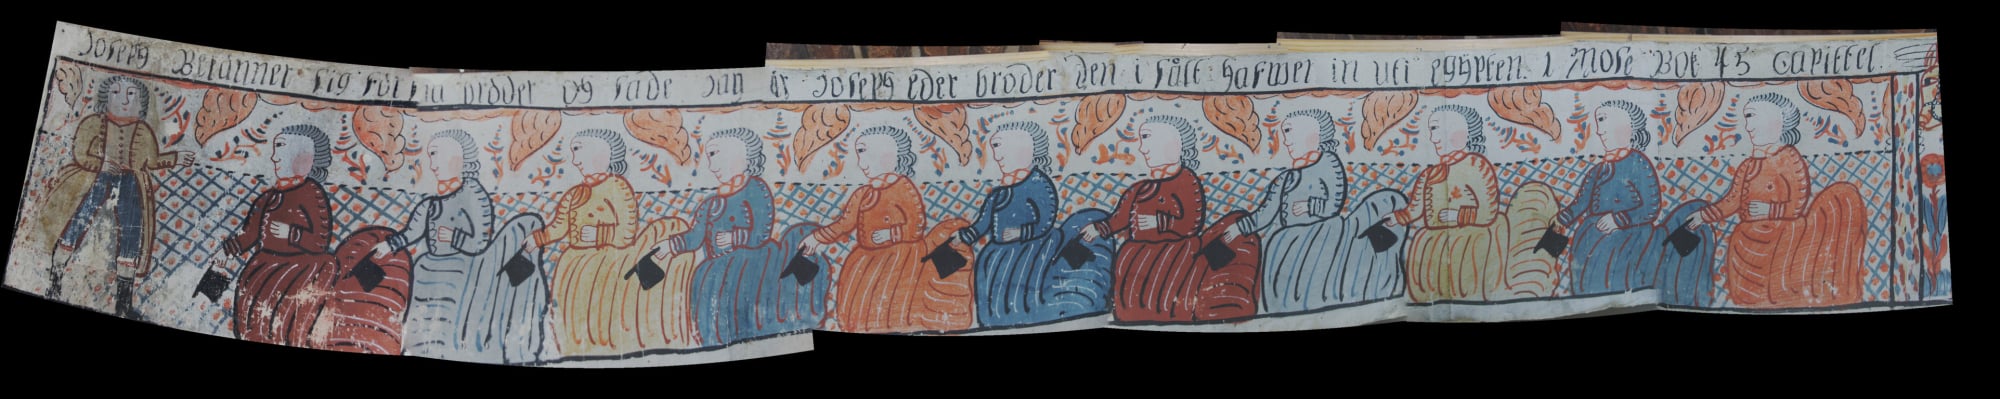 Joseph Bekänner sig för sina bröder og sade Jag är Joseph eder broder den i sålt hafwer in uti egypten. 1 Mose Bok 45 Capittel.